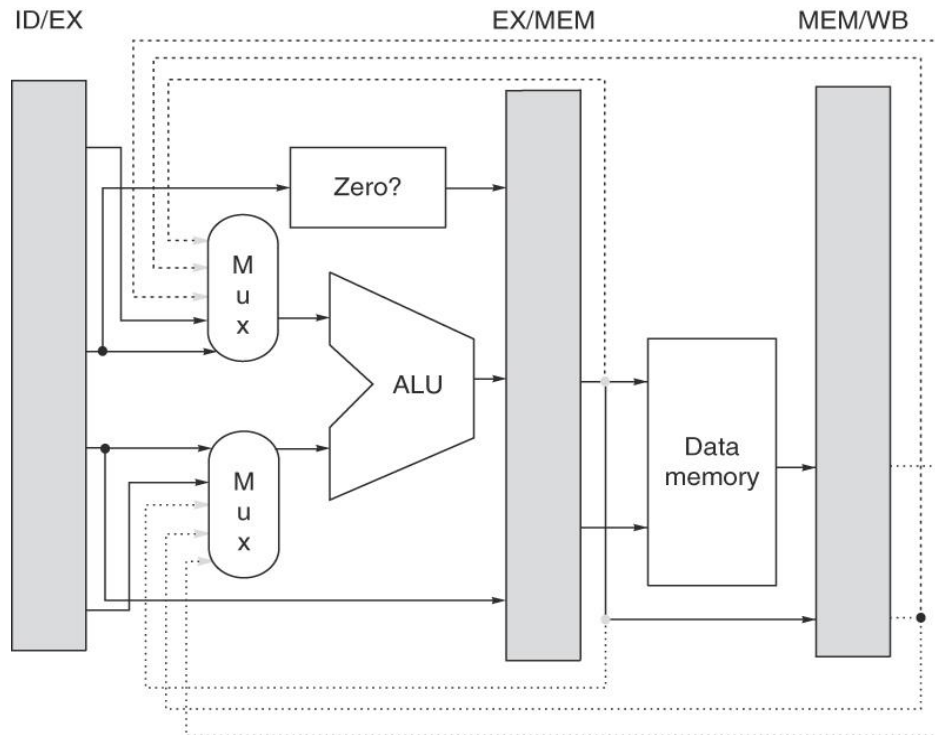 ID/EX
EX/MEM
MEM/WB
Zero?
M
u
x
ALU
M
u
x
Data
memory